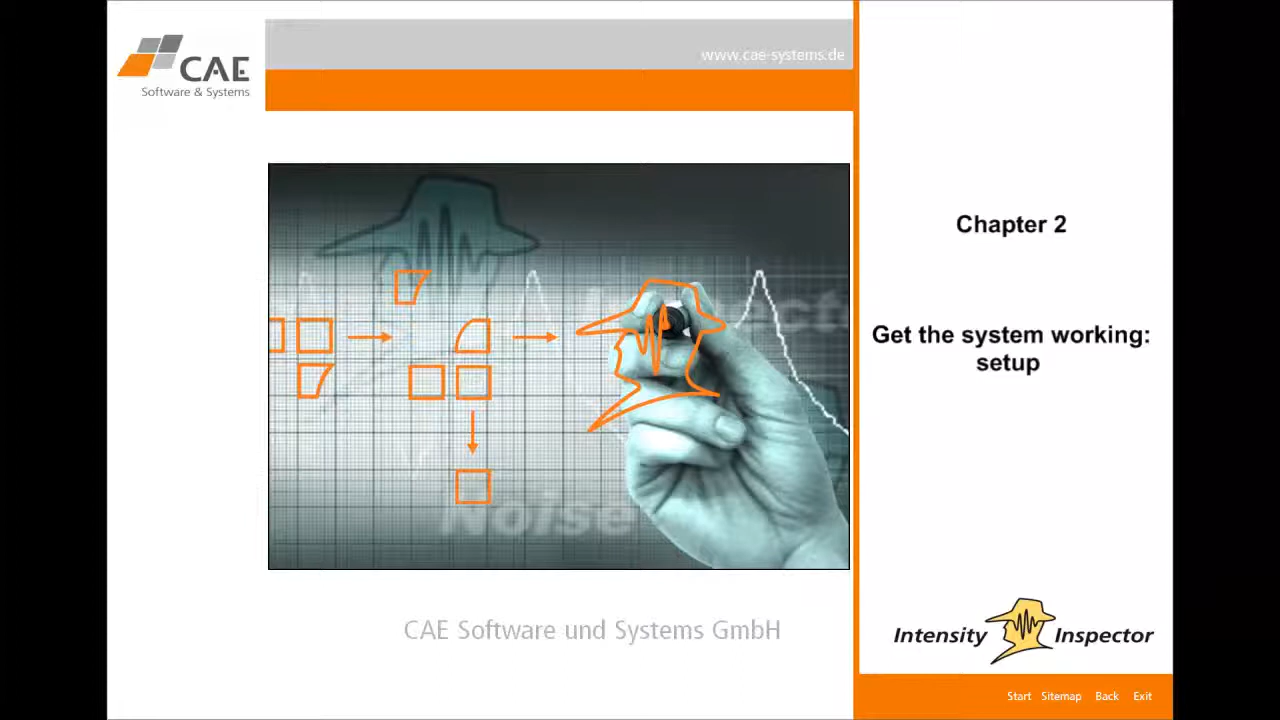 CAE
Software & Systems
www.cae-systems.de
Chapter 2
Get the system working:
setup
Noise
CAE Software und Systems GmbH
Intensity Inspector
Start Sitemap Back Exit